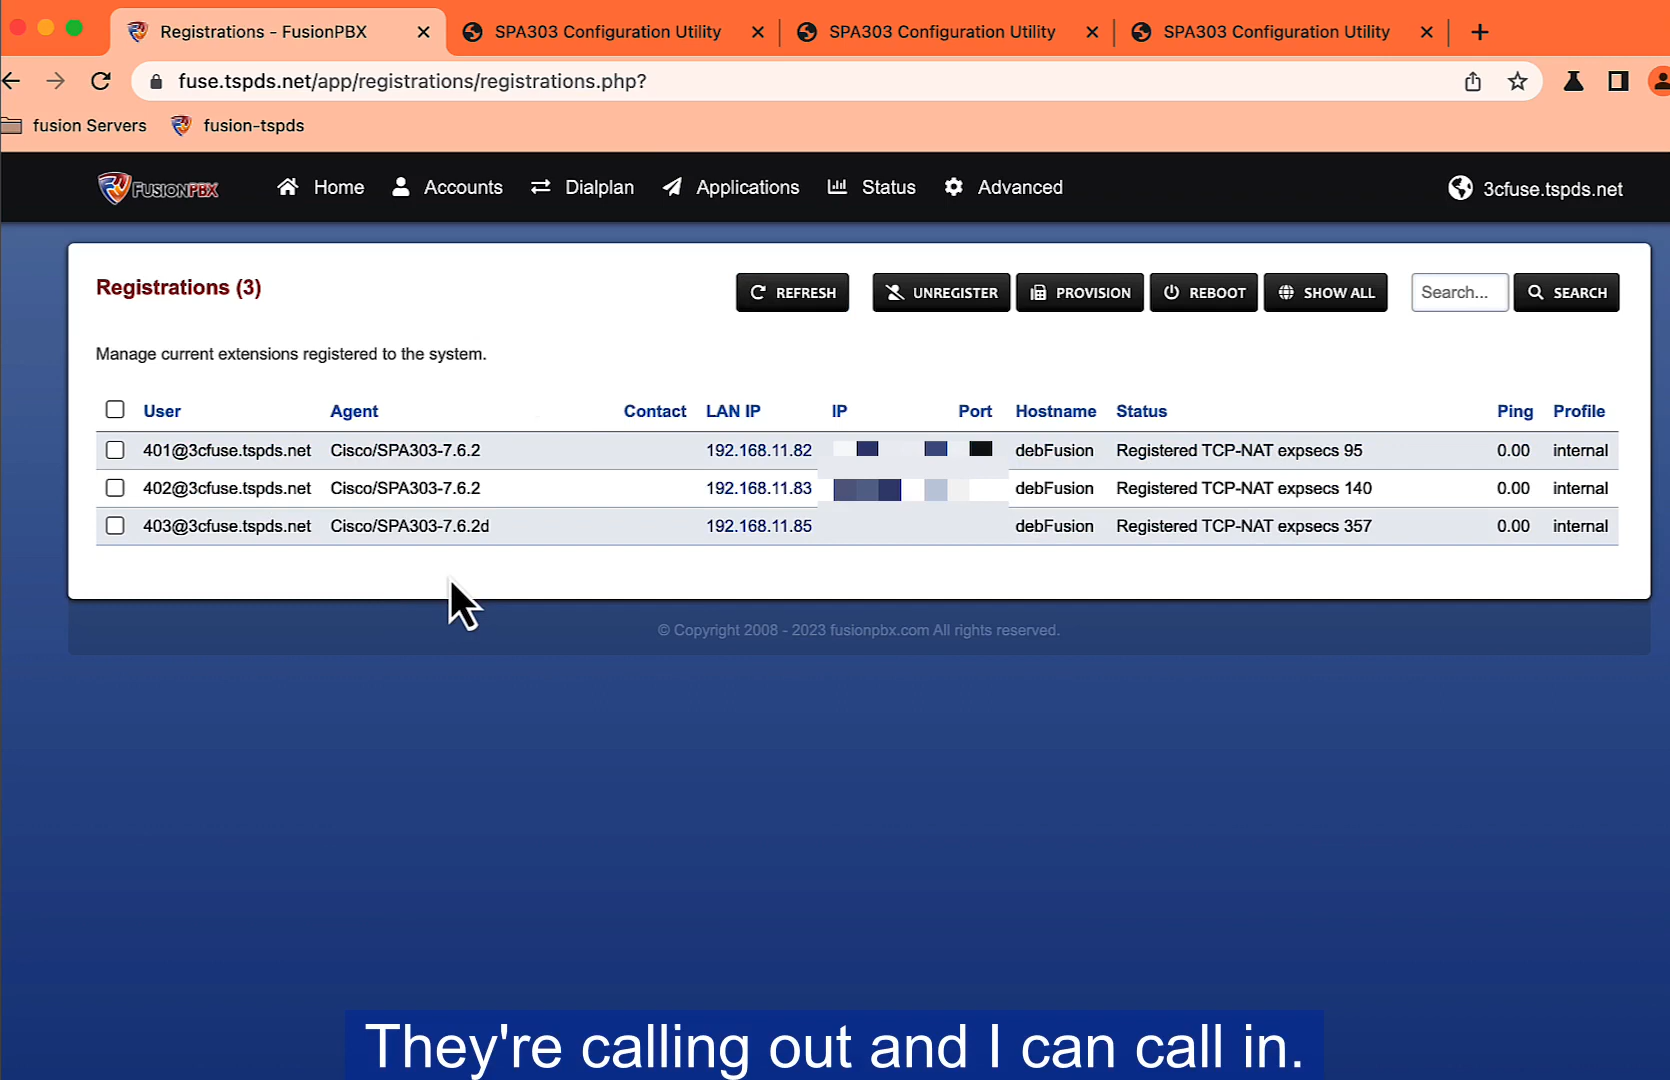 Registrations - FusionPBX
SPA303 Configuration Utility
SPA303 Configuration Utility
SPA303 Configuration Utility
fuse.tspds.net/app/registrations/registrations.php?
fusion Servers
fusion-tspds
FUSIONPBX
Home
Accounts
Dialplan
Applications
Status
Advanced
3cfuse.tspds.net
Registrations (3)
REFRESH
UNREGISTER
PROVISION
REBOOT
SHOW ALL
Search...
SEARCH
Manage current extensions registered to the system.
User Agent Contact LAN IP IP Port Hostname Status Ping Profile
401@3cfuse.tspds.net Cisco/SPA303-7.6.2 192.168.11.82 debFusion Registered TCP-NAT expsecs 95 0.00 internal
402@3cfuse.tspds.net Cisco/SPA303-7.6.2 192.168.11.83 debFusion Registered TCP-NAT expsecs 140 0.00 internal
403@3cfuse.tspds.net Cisco/SPA303-7.6.2d 192.168.11.85 debFusion Registered TCP-NAT expsecs 357 0.00 internal
© Copyright 2008 - 2023 fusionpbx.com All rights reserved.
They're calling out and I can call in.